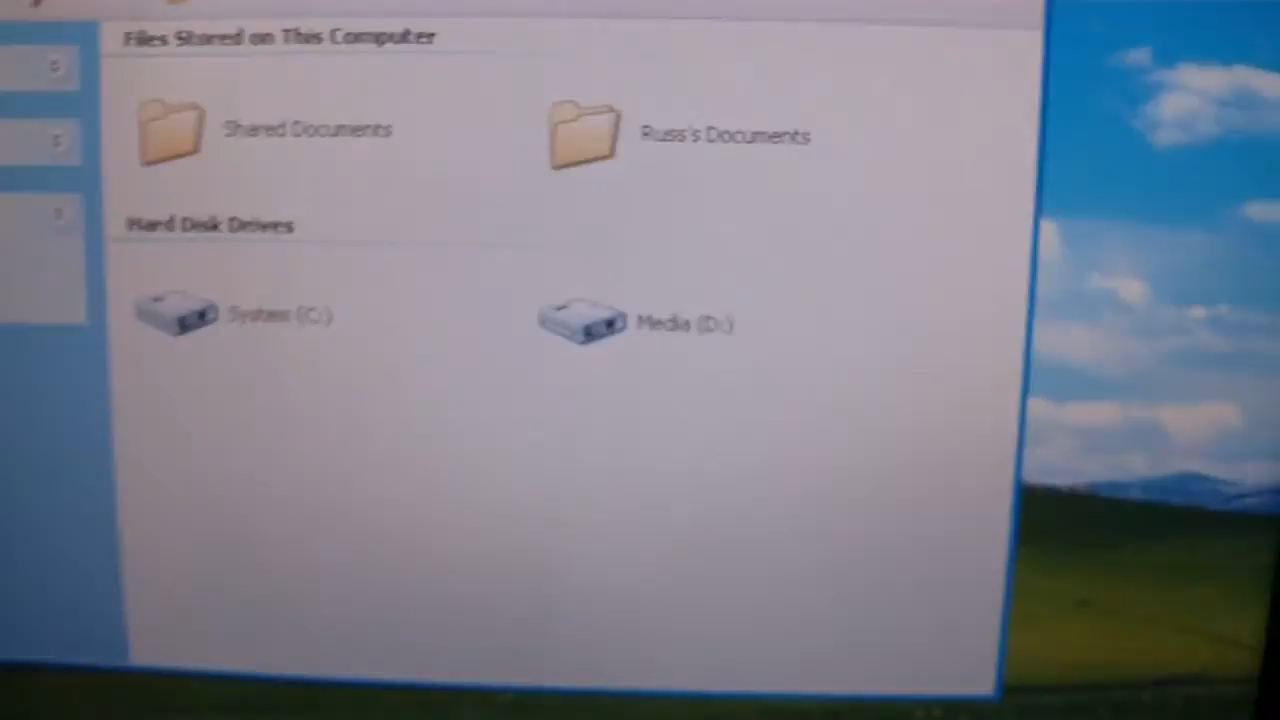 Files Stored on This Computer
Shared Documents
Russ's Documents
Hard Disk Drives
System (C:)
Media (D:)